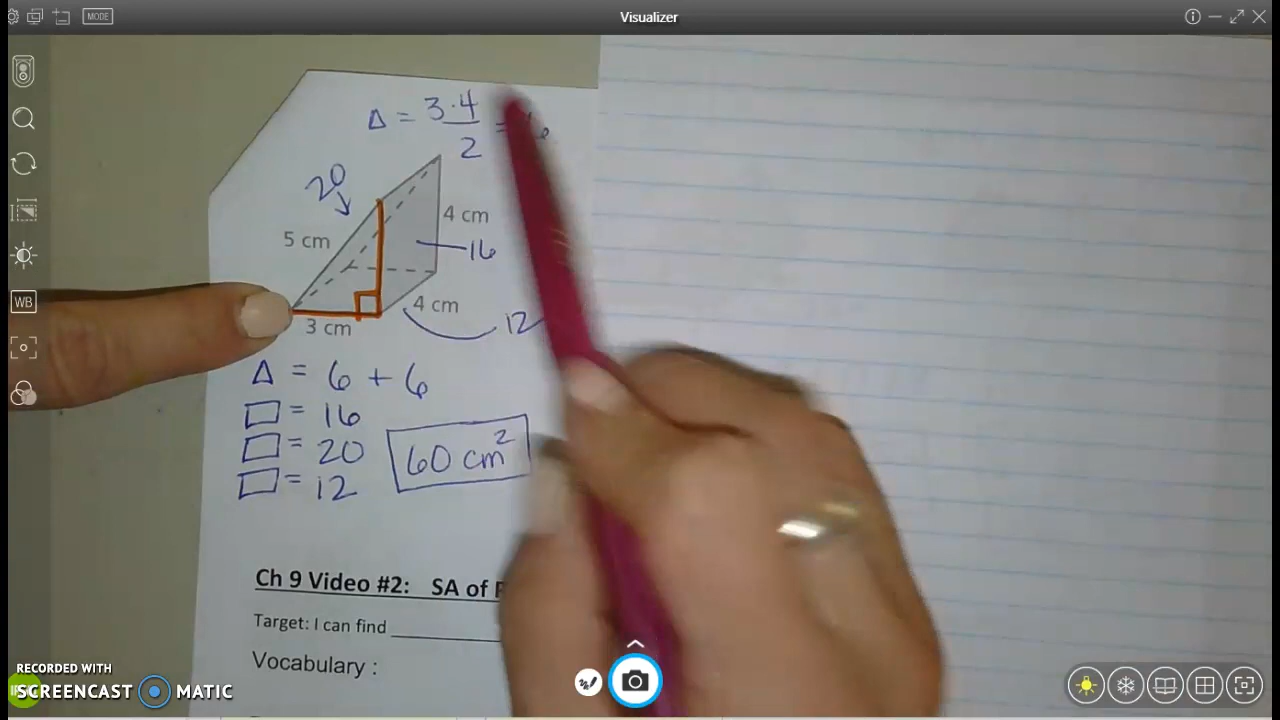 MODE
Visualizer
Δ = 3·4
2
20
5 cm
4 cm
16
4 cm
12
3 cm
WB
Δ = 6 + 6
□ = 16
□ = 20
□ = 12
60 cm²
Ch 9 Video #2: SA of
Target: I can find
Vocabulary :
RECORDED WITH
SCREENCAST MATIC